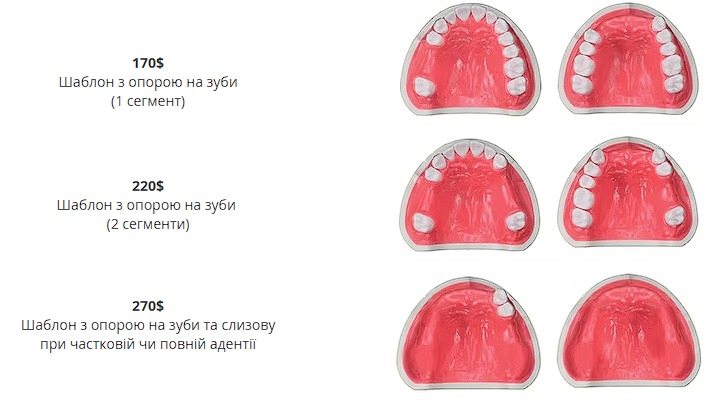 170$
Шаблон з опорою на зуби
(1 сегмент)
220$
Шаблон з опорою на зуби
(2 сегменти)
270$
Шаблон з опорою на зуби та слизову
при частковій чи повній адентії